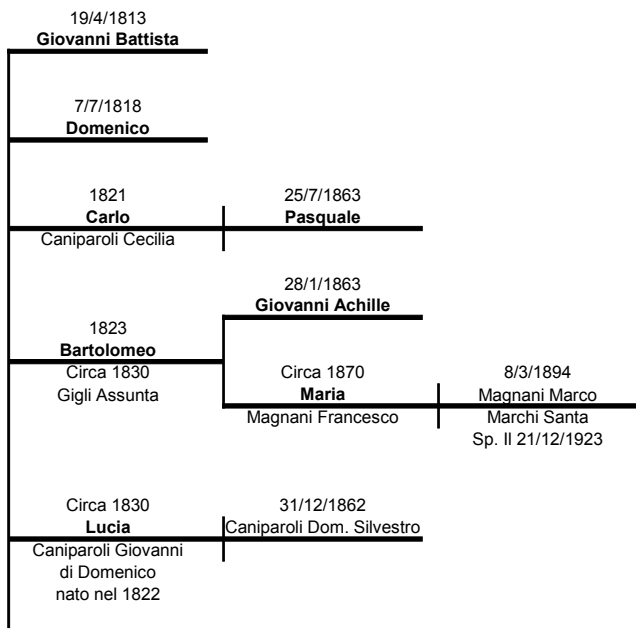 19/4/1813
Giovanni Battista
7/7/1818
Domenico
1821
Carlo
Caniparoli Cecilia
25/7/1863
Pasquale
1823
Bartolomeo
Circa 1830
Gigli Assunta
28/1/1863
Giovanni Achille
Circa 1870
Maria
Magnani Francesco
8/3/1894
Magnani Marco
Marchi Santa
Sp. Il 21/12/1923
Circa 1830
Lucia
Caniparoli Giovanni
di Domenico
nato nel 1822
31/12/1862
Caniparoli Dom. Silvestro